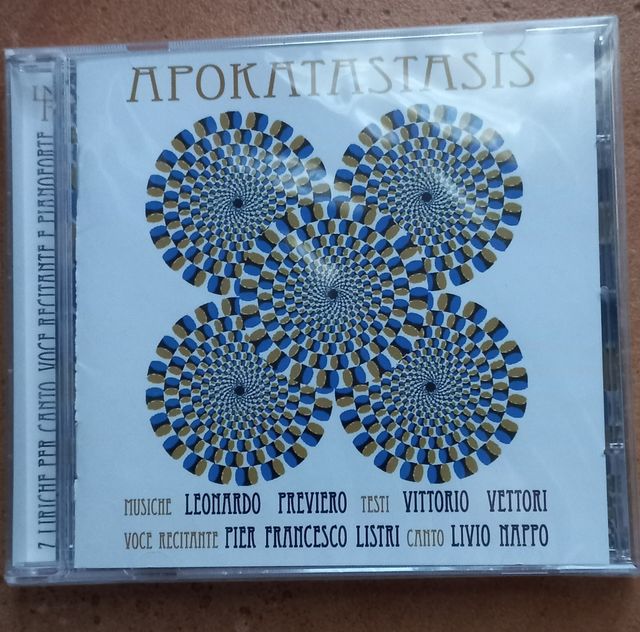 APOKATASTASIS
7 LIRICHE PER CANTO, VOCE RECITANTE E PIANOFORTE
MUSICHE LEONARDO PREVIERO TESTI VITTORIO VETTORI
VOCE RECITANTE PIER FRANCESCO LISTRI CANTO LIVIO NAPPO